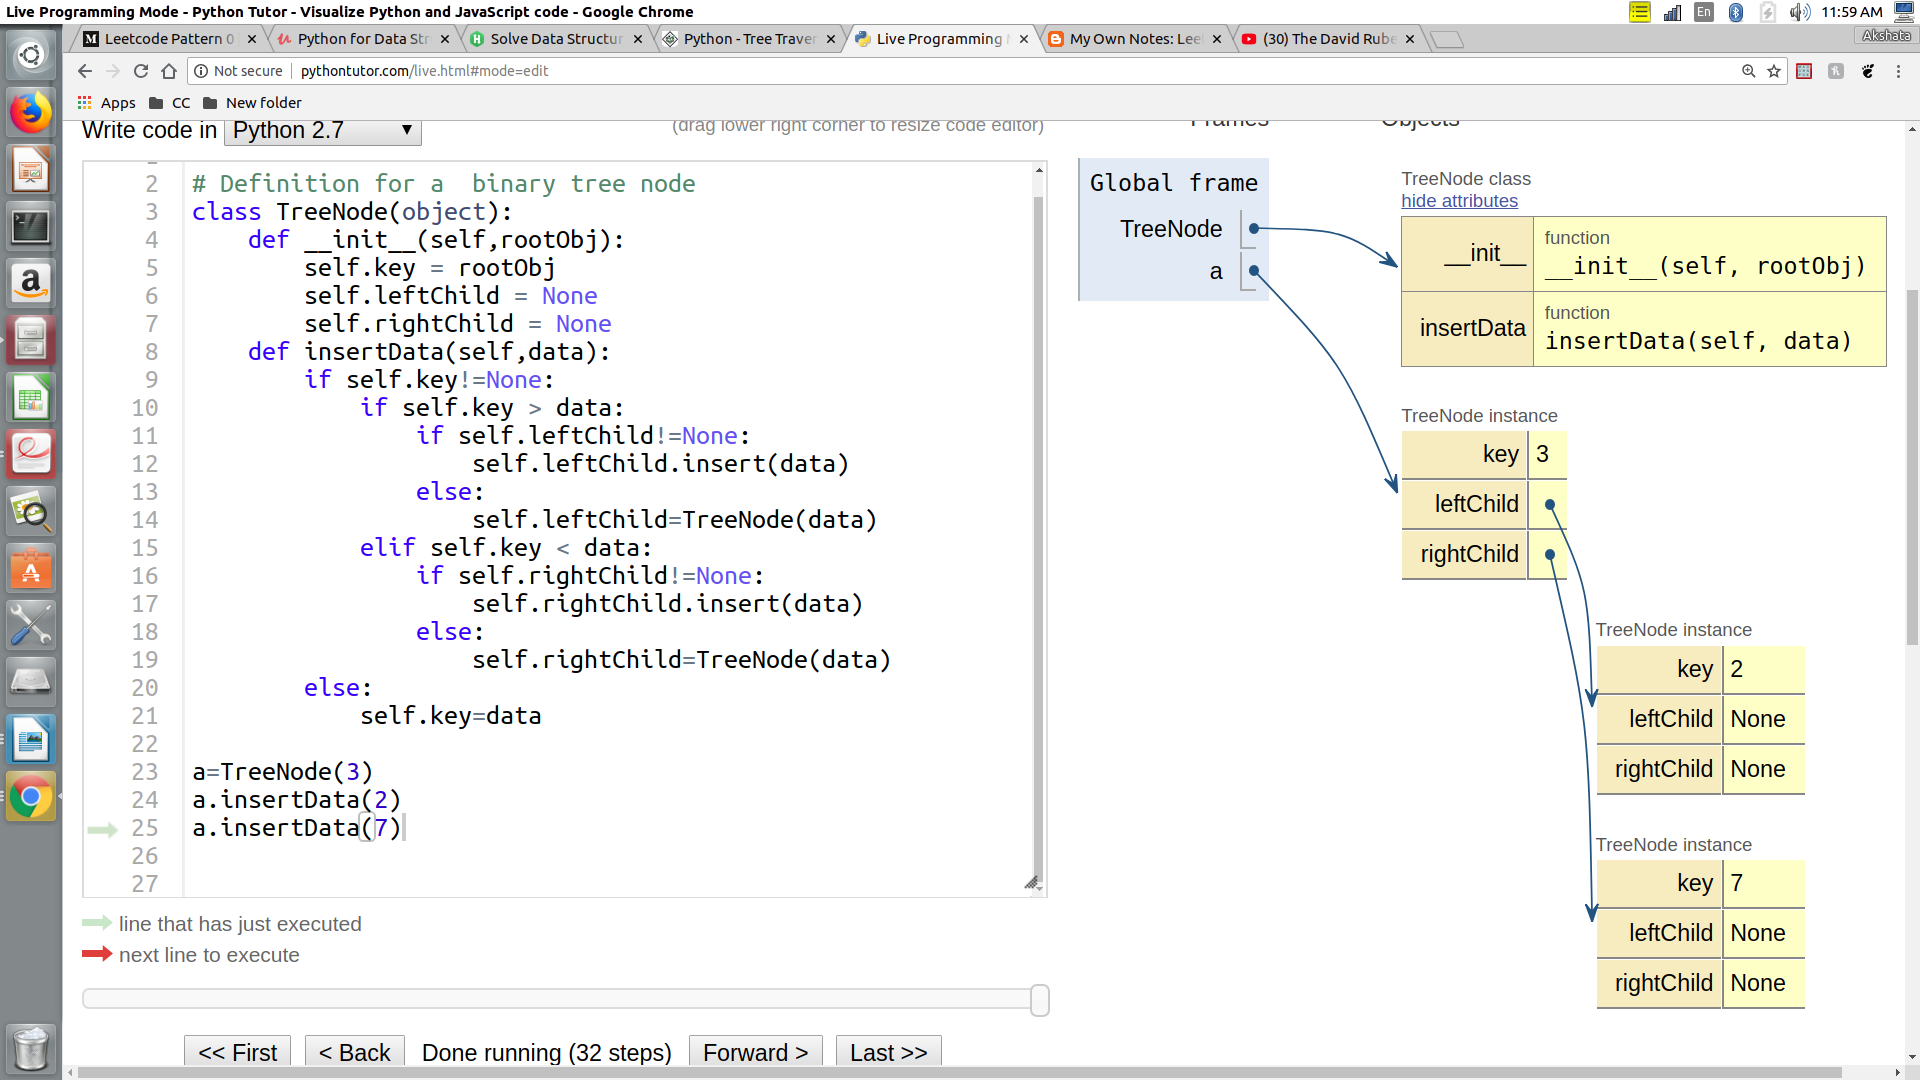 Live Programming Mode - Python Tutor - Visualize Python and JavaScript code - Google Chrome
En
11:59 AM
Leetcode Pattern 0
Python for Data Str
Solve Data Structur
Python - Tree Traver
Live Programming
My Own Notes: Lee
(30) The David Rube
Akshata
Not secure
pythontutor.com/live.html#mode=edit
Apps
CC
New folder
Write code in
Python 2.7
(drag lower right corner to resize code editor)
Frames
Objects
2 # Definition for a  binary tree node
3 class TreeNode(object):
4     def __init__(self,rootObj):
5         self.key = rootObj
6         self.leftChild = None
7         self.rightChild = None
8     def insertData(self,data):
9         if self.key!=None:
10             if self.key > data:
11                 if self.leftChild!=None:
12                     self.leftChild.insert(data)
13                 else:
14                     self.leftChild=TreeNode(data)
15             elif self.key < data:
16                 if self.rightChild!=None:
17                     self.rightChild.insert(data)
18                 else:
19                     self.rightChild=TreeNode(data)
20         else:
21             self.key=data
22
23 a=TreeNode(3)
24 a.insertData(2)
25 a.insertData(7)
26
27
line that has just executed
next line to execute
<< First
< Back
Done running (32 steps)
Forward >
Last >>
Global frame
TreeNode
a
TreeNode class
hide attributes
__init__
function
__init__(self, rootObj)
insertData
function
insertData(self, data)
TreeNode instance
key 3
leftChild
rightChild
TreeNode instance
key 2
leftChild None
rightChild None
TreeNode instance
key 7
leftChild None
rightChild None